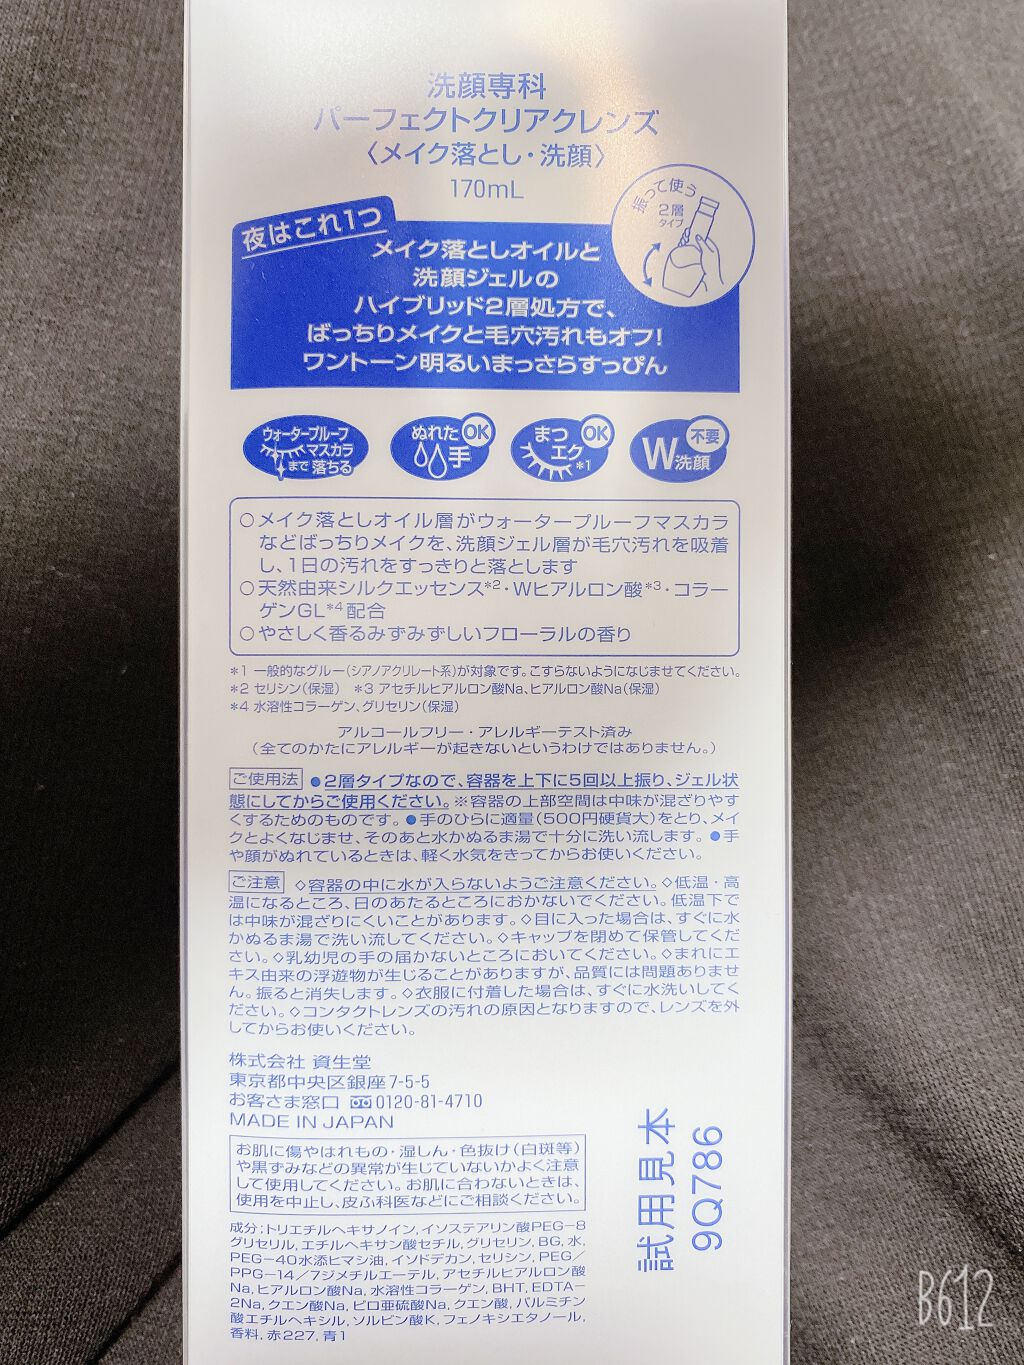 洗顔専科
パーフェクトクリアクレンズ
〈メイク落とし・洗顔〉
170mL
振って使う
2層
タイプ
夜はこれ1つ
メイク落としオイルと
洗顔ジェルの
ハイブリッド2層処方で、
ばっちりメイクと毛穴汚れもオフ!
ワントーン明るいまっさらすっぴん
ウォータープルーフ
マスカラ
まで 落ちる
ぬれた
手
OK
まつ
エク
*1
OK
W洗顔
不要
○メイク落としオイル層がウォータープルーフマスカラ
などばっちりメイクを、洗顔ジェル層が毛穴汚れを吸着
し、1日の汚れをすっきりと落とします
○天然由来シルクエッセンス*2・Wヒアルロン酸*3・コラー
ゲンGL*4配合
○やさしく香るみずみずしいフローラルの香り
*1 一般的なグルー(シアノアクリレート系)が対象です。こすらないようになじませてください。
*2 セリシン(保湿) *3 アセチルヒアルロン酸Na、ヒアルロン酸Na(保湿)
*4 水溶性コラーゲン、グリセリン(保湿)
アルコールフリー・アレルギーテスト済み
(全てのかたにアレルギーが起きないというわけではありません。)
ご使用法 ●2層タイプなので、容器を上下に5回以上振り、ジェル状
態にしてからご使用ください。※容器の上部空間は中味が混ざりやす
くするためのものです。●手のひらに適量(500円硬貨大)をとり、メイ
クとよくなじませ、そのあと水かぬるま湯で十分に洗い流します。●手
や顔がぬれているときは、軽く水気をきってからお使いください。
ご注意 ◇容器の中に水が入らないようご注意ください。◇低温・高
温になるところ、日のあたるところにおかないでください。低温下で
は中味が混ざりにくいことがあります。◇目に入った場合は、すぐに水
かぬるま湯で洗い流してください。◇キャップを閉めて保管してくだ
さい。◇乳幼児の手の届かないところにおいてください。◇まれにエ
キス由来の浮遊物が生じることがありますが、品質には問題ありませ
ん。振ると消失します。◇衣服に付着した場合は、すぐに水洗いしてく
ださい。◇コンタクトレンズの汚れの原因となりますので、レンズを外
してからお使いください。
株式会社 資生堂
東京都中央区銀座7-5-5
お客さま窓口 0120-81-4710
MADE IN JAPAN
お肌に傷やはれもの・湿しん・色抜け(白斑等)
や黒ずみなどの異常が生じていないかよく注意
して使用してください。お肌に合わないときは、
使用を中止し、皮ふ科医などにご相談ください。
成分:トリエチルヘキサノイン, イソステアリン酸PEG-8
グリセリル, エチルヘキサン酸セチル, グリセリン, BG, 水,
PEG-40水添ヒマシ油, イソドデカン, セリシン, PEG/
PPG-14/7ジメチルエーテル, アセチルヒアルロン酸
Na, ヒアルロン酸Na, 水溶性コラーゲン, BHT, EDTA-
2Na, クエン酸Na, ピロ亜硫酸Na, クエン酸, パルミチン
酸エチルヘキシル, ソルビン酸K, フェノキシエタノール,
香料, 赤227, 青1
試用見本
9Q786
B612